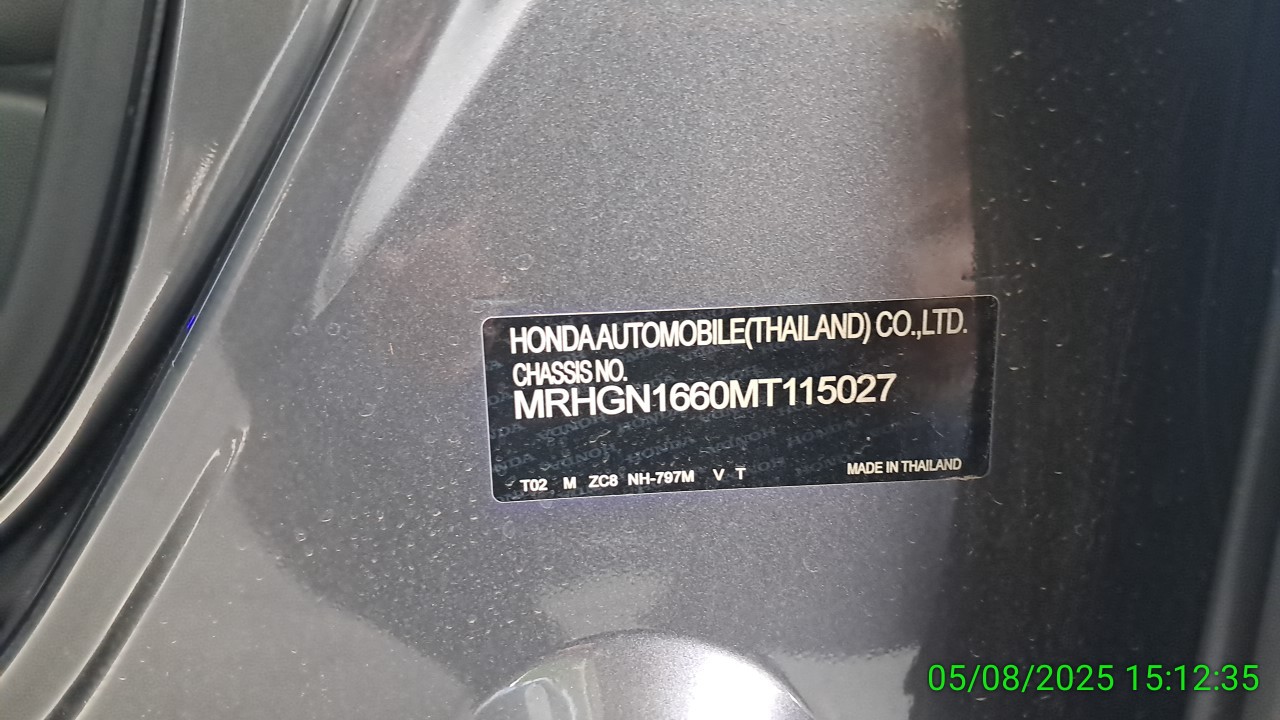 HONDA AUTOMOBILE(THAILAND) CO.,LTD.
CHASSIS NO.
MRHGN1660MT115027
T02 M ZC8 NH-797M V T
MADE IN THAILAND
05/08/2025 15:12:35